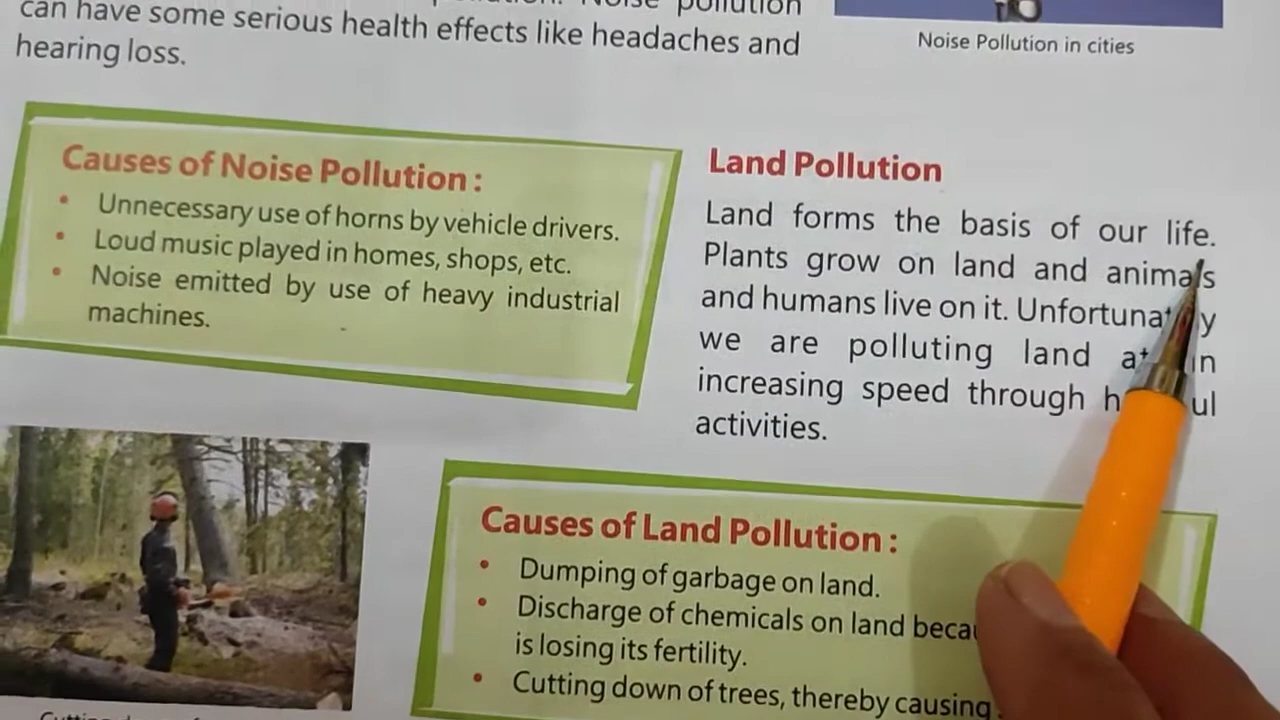 pollution
can have some serious health effects like headaches and
hearing loss.
Noise Pollution in cities
Causes of Noise Pollution :
• Unnecessary use of horns by vehicle drivers.
• Loud music played in homes, shops, etc.
• Noise emitted by use of heavy industrial
machines.
Land Pollution
Land forms the basis of our life.
Plants grow on land and animals
and humans live on it. Unfortunately
we are polluting land
increasing speed through
activities.
Causes of Land Pollution :
• Dumping of garbage on land.
• Discharge of chemicals on land
is losing its fertility.
• Cutting down of trees, thereby causing